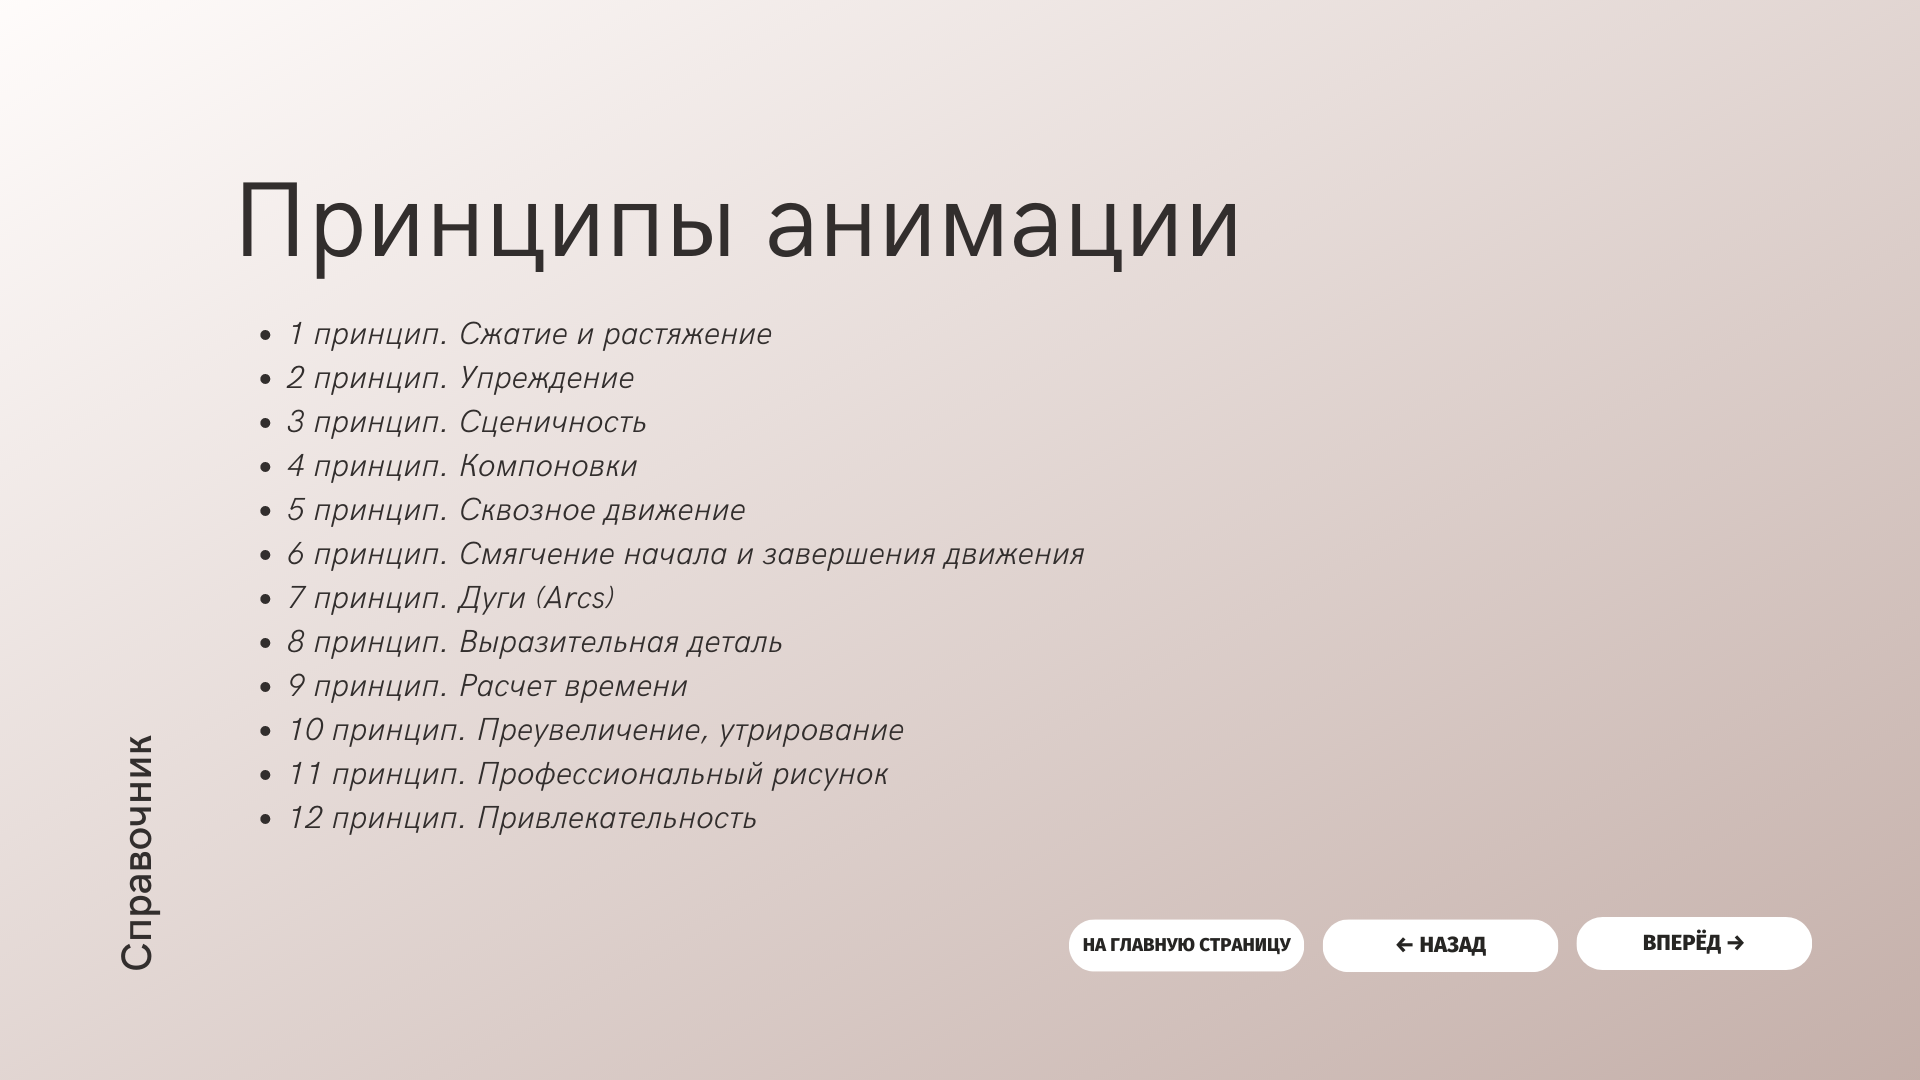 Принципы анимации
• 1 принцип. Сжатие и растяжение
• 2 принцип. Упреждение
• 3 принцип. Сценичность
• 4 принцип. Компоновки
• 5 принцип. Сквозное движение
• 6 принцип. Смягчение начала и завершения движения
• 7 принцип. Дуги (Arcs)
• 8 принцип. Выразительная деталь
• 9 принцип. Расчет времени
• 10 принцип. Преувеличение, утрирование
• 11 принцип. Профессиональный рисунок
• 12 принцип. Привлекательность
Справочник
НА ГЛАВНУЮ СТРАНИЦУ
← НАЗАД
ВПЕРЁД →